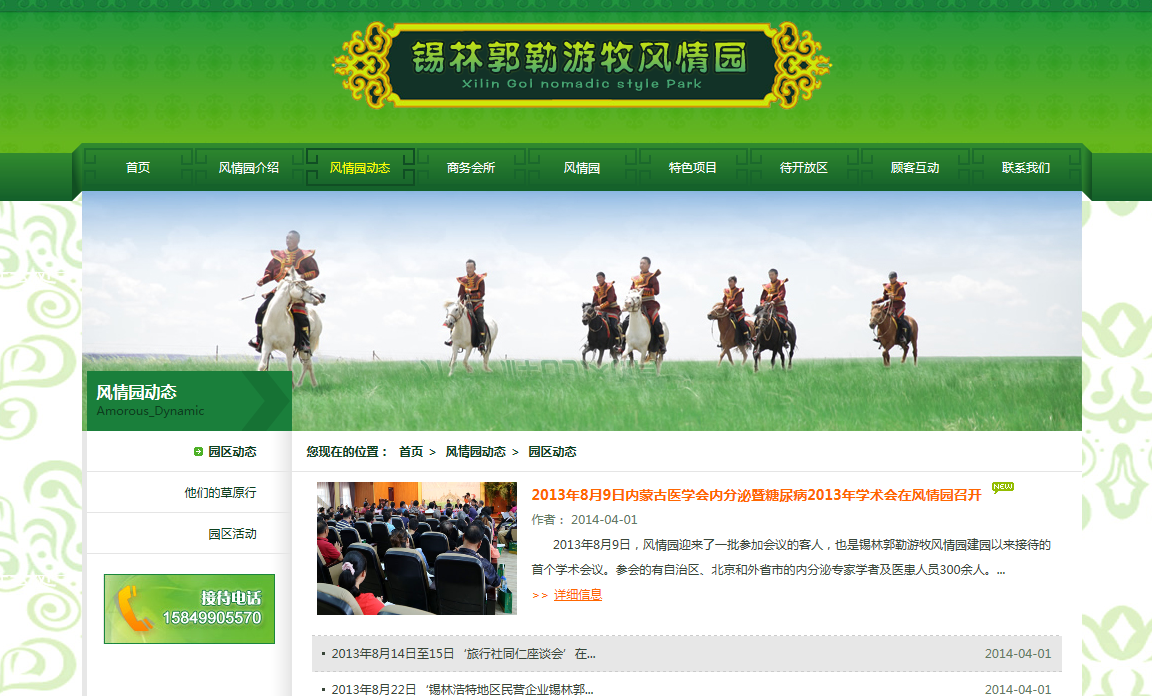 锡林郭勒游牧风情园
Xilin Gol nomadic style Park
首页 风情园介绍 风情园动态 商务会所 风情园 特色项目 待开放区 顾客互动 联系我们
风情园动态
Amorous_Dynamic
园区动态
他们的草原行
园区活动
接待电话
15849905570
您现在的位置： 首页 > 风情园动态 > 园区动态
2013年8月9日内蒙古医学会内分泌暨糖尿病2013年学术会在风情园召开 NEW
作者： 2014-04-01
2013年8月9日，风情园迎来了一批参加会议的客人，也是锡林郭勒游牧风情园建园以来接待的
首个学术会议。参会的有自治区、北京和外省市的内分泌专家学者及医患人员300余人。...
>> 详细信息
2013年8月14日至15日‘旅行社同仁座谈会’在... 2014-04-01
2013年8月22日‘锡林浩特地区民营企业锡林郭... 2014-04-01